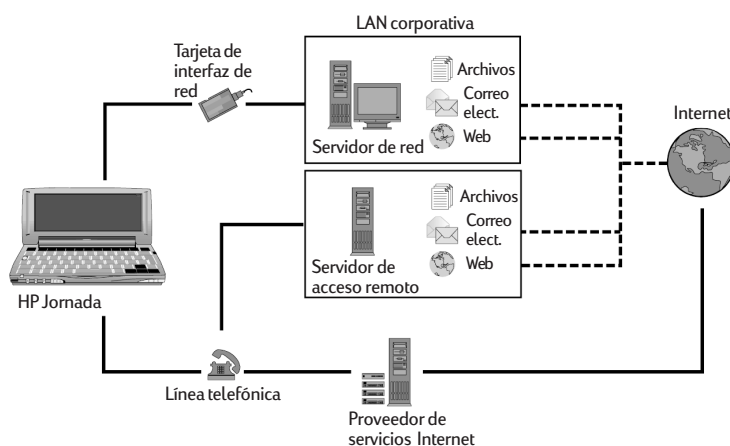 LAN corporativa
Tarjeta de
interfaz de
red
Archivos
Correo
elect.
Web
Servidor de red
Internet
Archivos
Correo
elect.
Web
Servidor de
acceso remoto
HP Jornada
Línea telefónica
Proveedor de
servicios Internet